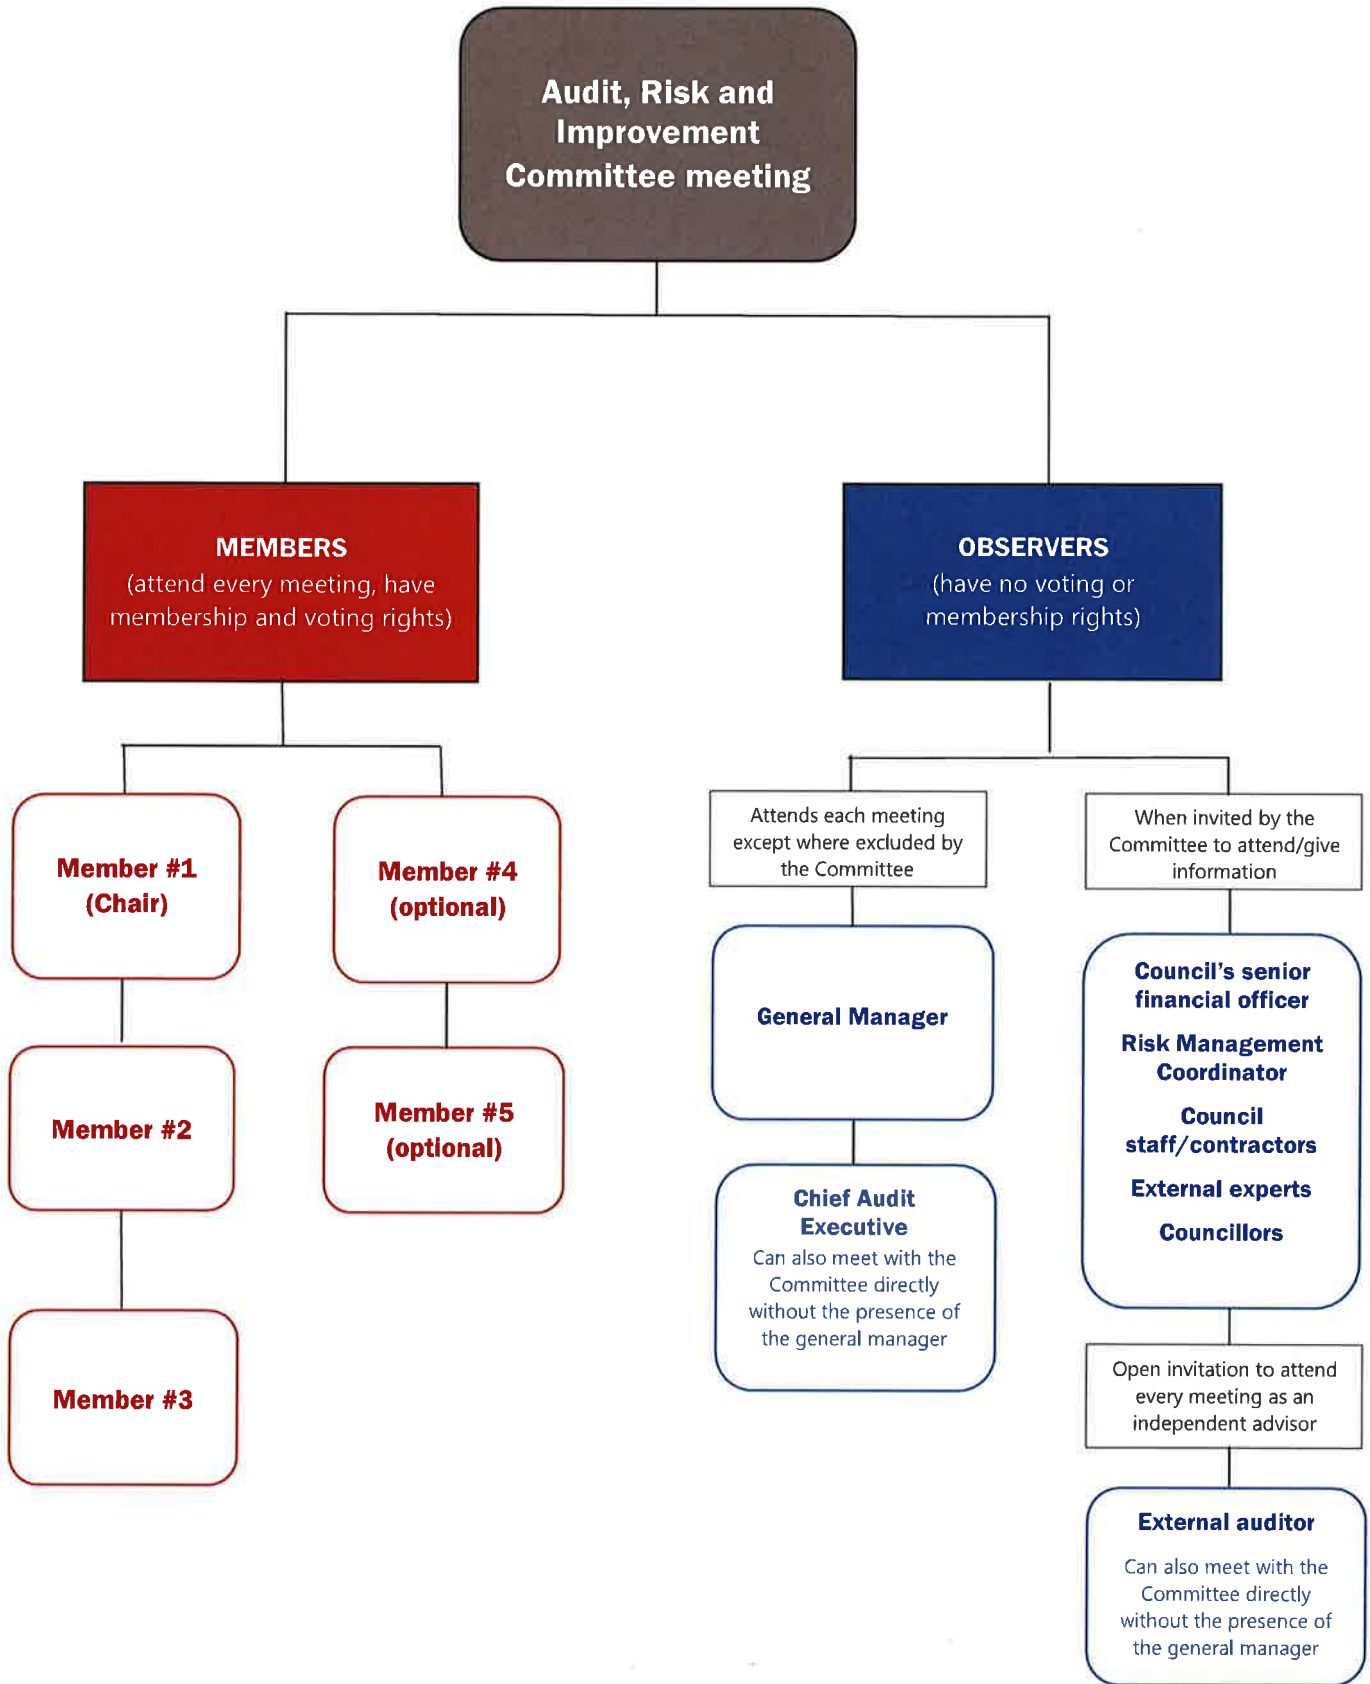 Audit, Risk and
Improvement
Committee meeting
MEMBERS
(attend every meeting, have
membership and voting rights)
OBSERVERS
(have no voting or
membership rights)
Member #1
(Chair)
Member #2
Member #3
Member #4
(optional)
Member #5
(optional)
Attends each meeting
except where excluded by
the Committee
General Manager
Chief Audit
Executive
Can also meet with the
Committee directly
without the presence of
the general manager
When invited by the
Committee to attend/give
information
Council's senior
financial officer
Risk Management
Coordinator
Council
staff/contractors
External experts
Councillors
Open invitation to attend
every meeting as an
independent advisor
External auditor
Can also meet with the
Committee directly
without the presence of
the general manager